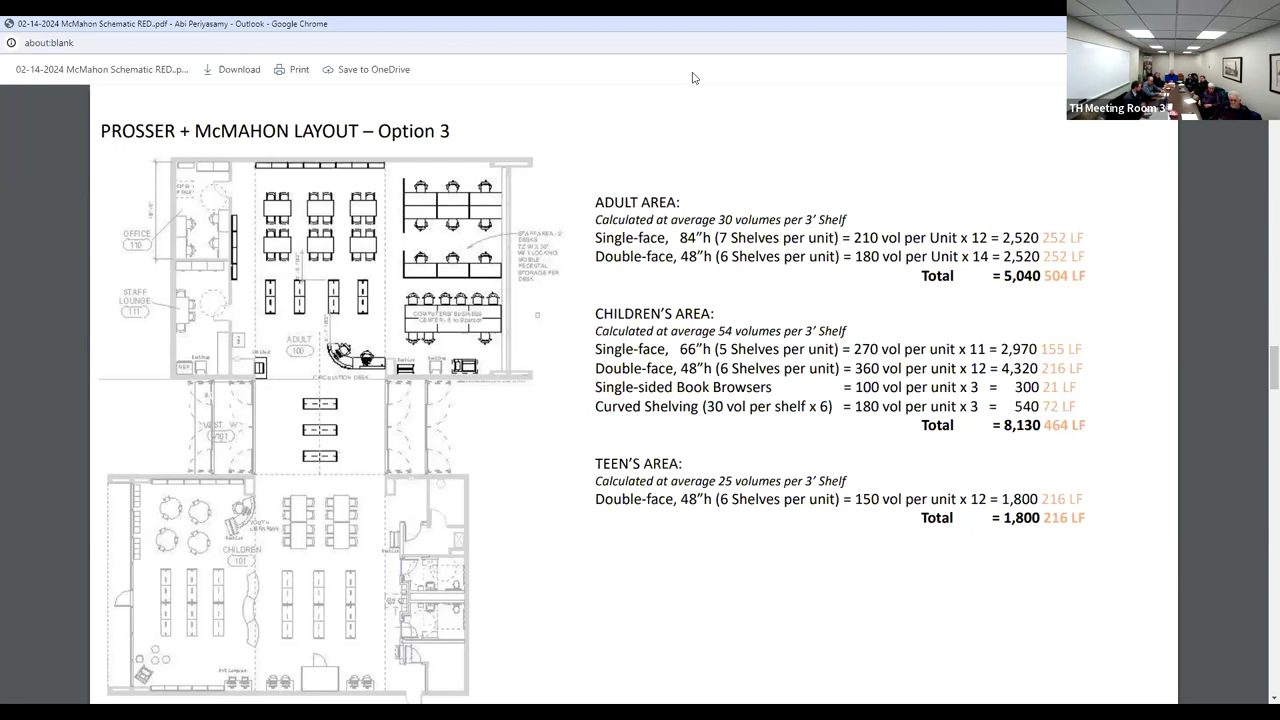 02-14-2024 McMahon Schematic RED..pdf - Abi Periyasamy - Outlook - Google Chrome
about:blank
02-14-2024 McMahon Schematic RED..p... Download Print Save to OneDrive
TH Meeting Room 3
PROSSER + McMAHON LAYOUT – Option 3
OFFICE
110
STAFF
LOUNGE
111
ADULT
100
CIRCULATION DESK
CHILDREN
101
YOUTH
ADULT AREA:
Calculated at average 30 volumes per 3’ Shelf
Single-face, 84”h (7 Shelves per unit) = 210 vol per Unit x 12 = 2,520 252 LF
Double-face, 48”h (6 Shelves per unit) = 180 vol per Unit x 14 = 2,520 252 LF
Total = 5,040 504 LF
CHILDREN’S AREA:
Calculated at average 54 volumes per 3’ Shelf
Single-face, 66”h (5 Shelves per unit) = 270 vol per unit x 11 = 2,970 155 LF
Double-face, 48”h (6 Shelves per unit) = 360 vol per unit x 12 = 4,320 216 LF
Single-sided Book Browsers = 100 vol per unit x 3 = 300 21 LF
Curved Shelving (30 vol per shelf x 6) = 180 vol per unit x 3 = 540 72 LF
Total = 8,130 464 LF
TEEN’S AREA:
Calculated at average 25 volumes per 3’ Shelf
Double-face, 48”h (6 Shelves per unit) = 150 vol per unit x 12 = 1,800 216 LF
Total = 1,800 216 LF